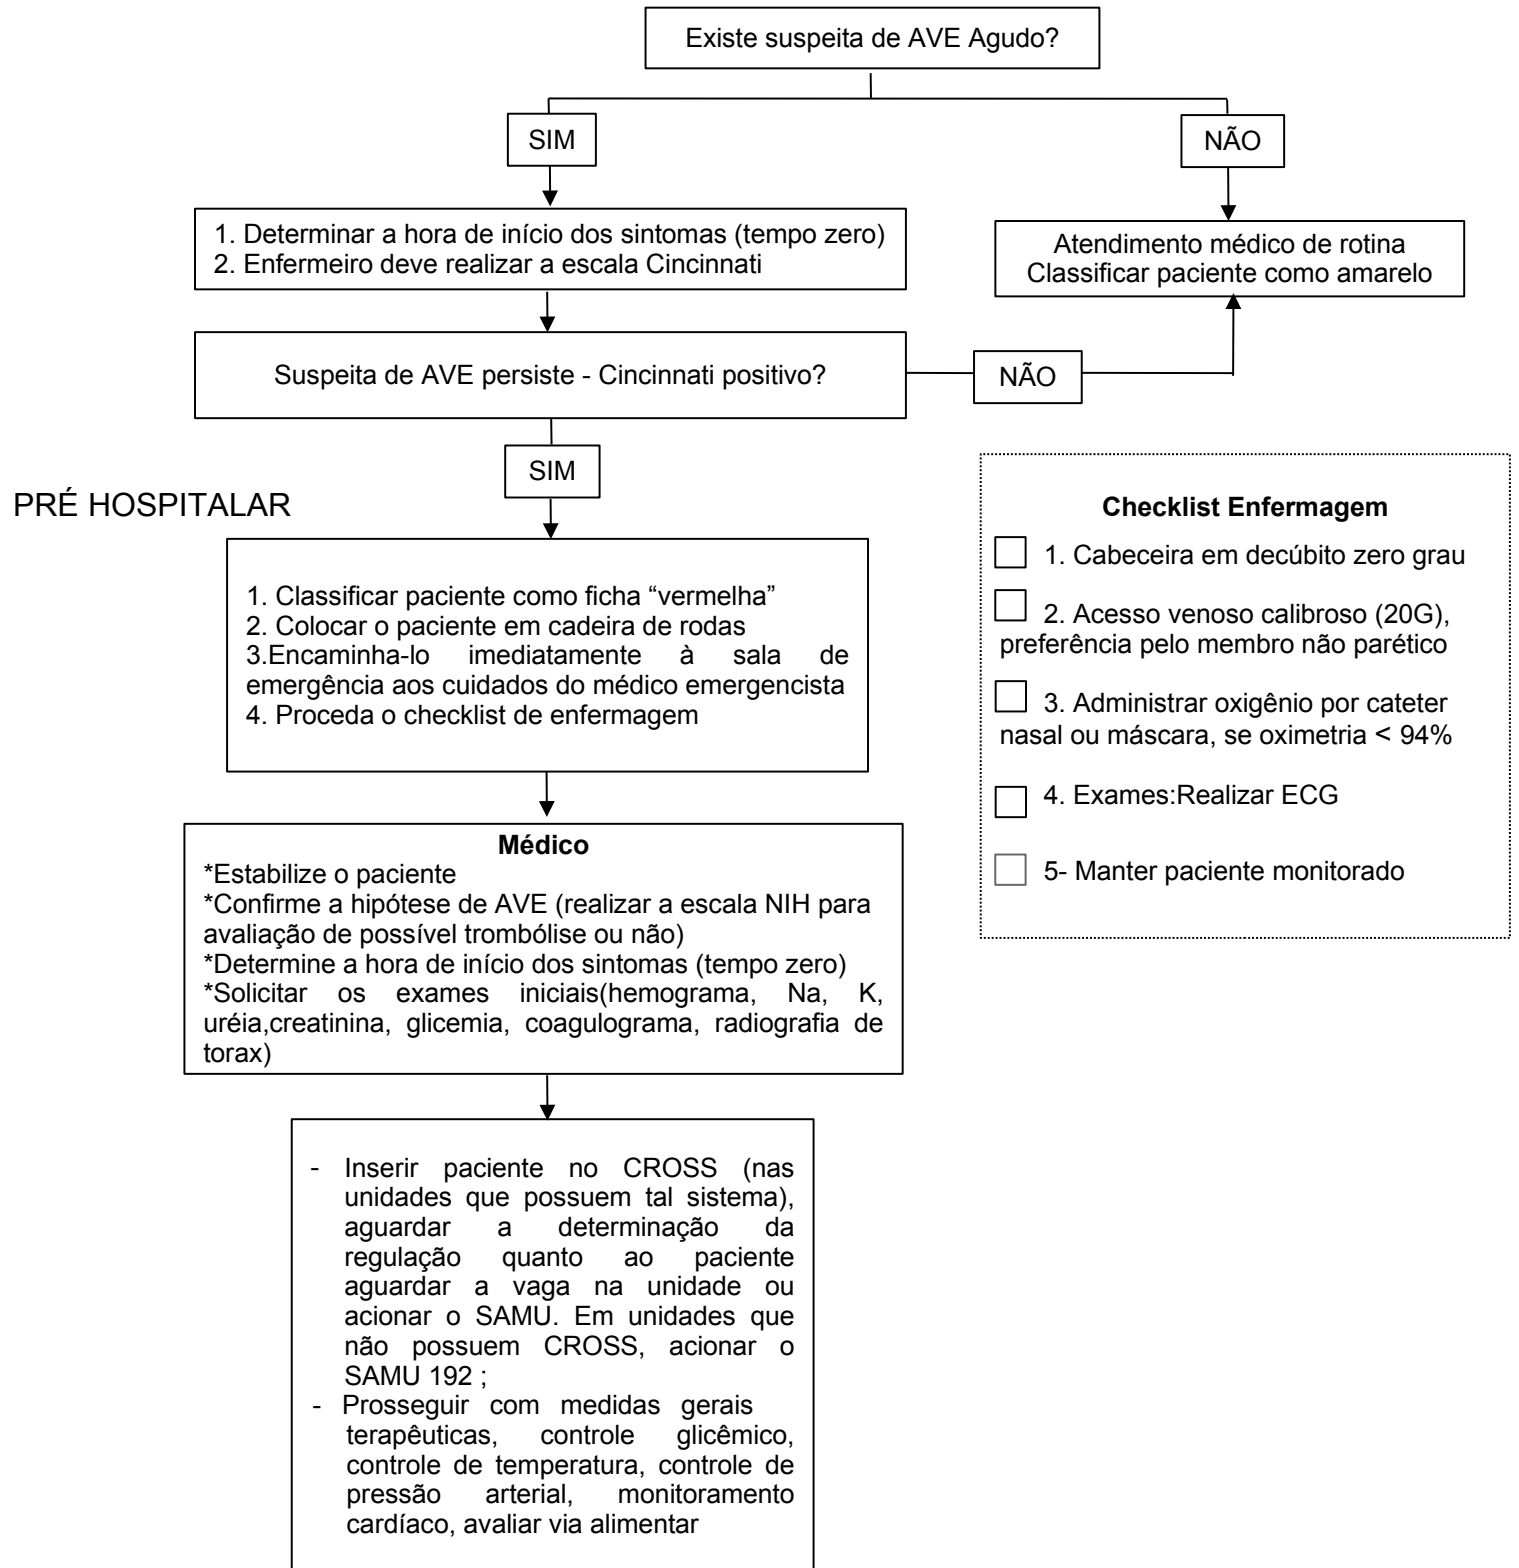 Existe suspeita de AVE Agudo?
SIM
NÃO
1. Determinar a hora de início dos sintomas (tempo zero)
2. Enfermeiro deve realizar a escala Cincinnati
Atendimento médico de rotina
Classificar paciente como amarelo
Suspeita de AVE persiste - Cincinnati positivo?
NÃO
SIM
PRÉ HOSPITALAR
1. Classificar paciente como ficha “vermelha”
2. Colocar o paciente em cadeira de rodas
3.Encaminha-lo imediatamente à sala de
emergência aos cuidados do médico emergencista
4. Proceda o checklist de enfermagem
Checklist Enfermagem
1. Cabeceira em decúbito zero grau
2. Acesso venoso calibroso (20G),
preferência pelo membro não parético
3. Administrar oxigênio por cateter
nasal ou máscara, se oximetria < 94%
4. Exames:Realizar ECG
5- Manter paciente monitorado
Médico
*Estabilize o paciente
*Confirme a hipótese de AVE (realizar a escala NIH para
avaliação de possível trombólise ou não)
*Determine a hora de início dos sintomas (tempo zero)
*Solicitar os exames iniciais(hemograma, Na, K,
uréia,creatinina, glicemia, coagulograma, radiografia de
torax)
- Inserir paciente no CROSS (nas
unidades que possuem tal sistema),
aguardar a determinação da
regulação quanto ao paciente
aguardar a vaga na unidade ou
acionar o SAMU. Em unidades que
não possuem CROSS, acionar o
SAMU 192 ;
- Prosseguir com medidas gerais
terapêuticas, controle glicêmico,
controle de temperatura, controle de
pressão arterial, monitoramento
cardíaco, avaliar via alimentar